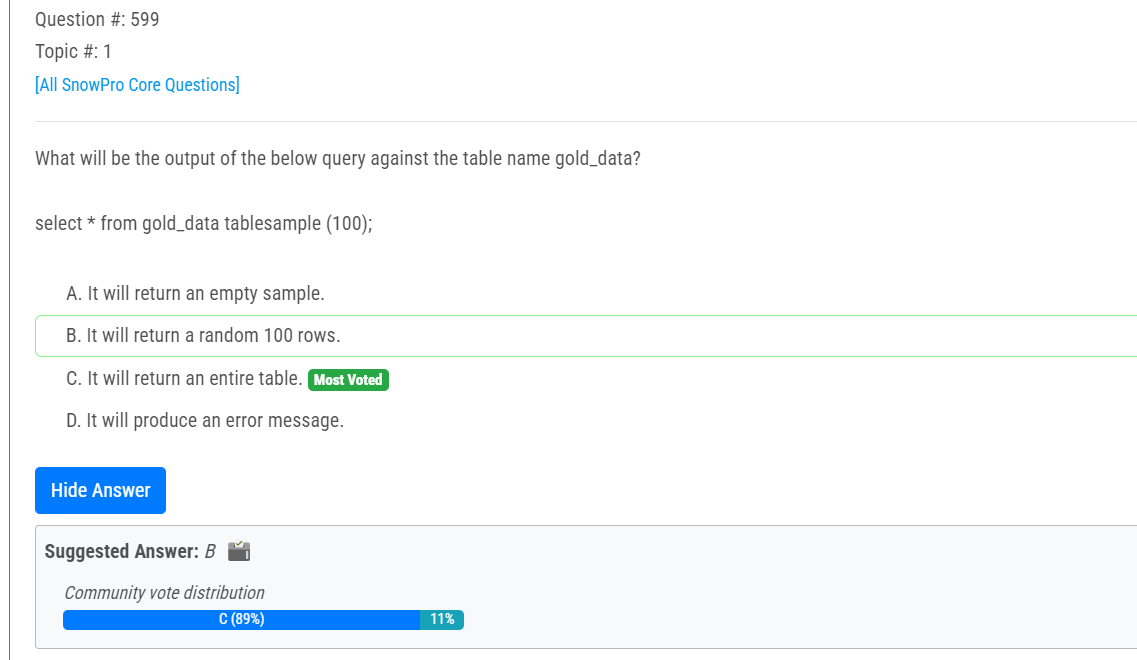 Question #: 599
Topic #: 1
[All SnowPro Core Questions]
What will be the output of the below query against the table name gold_data?
select * from gold_data tablesample (100);
A. It will return an empty sample.
B. It will return a random 100 rows.
C. It will return an entire table. Most Voted
D. It will produce an error message.
Hide Answer
Suggested Answer: B
Community vote distribution
C (89%) 11%